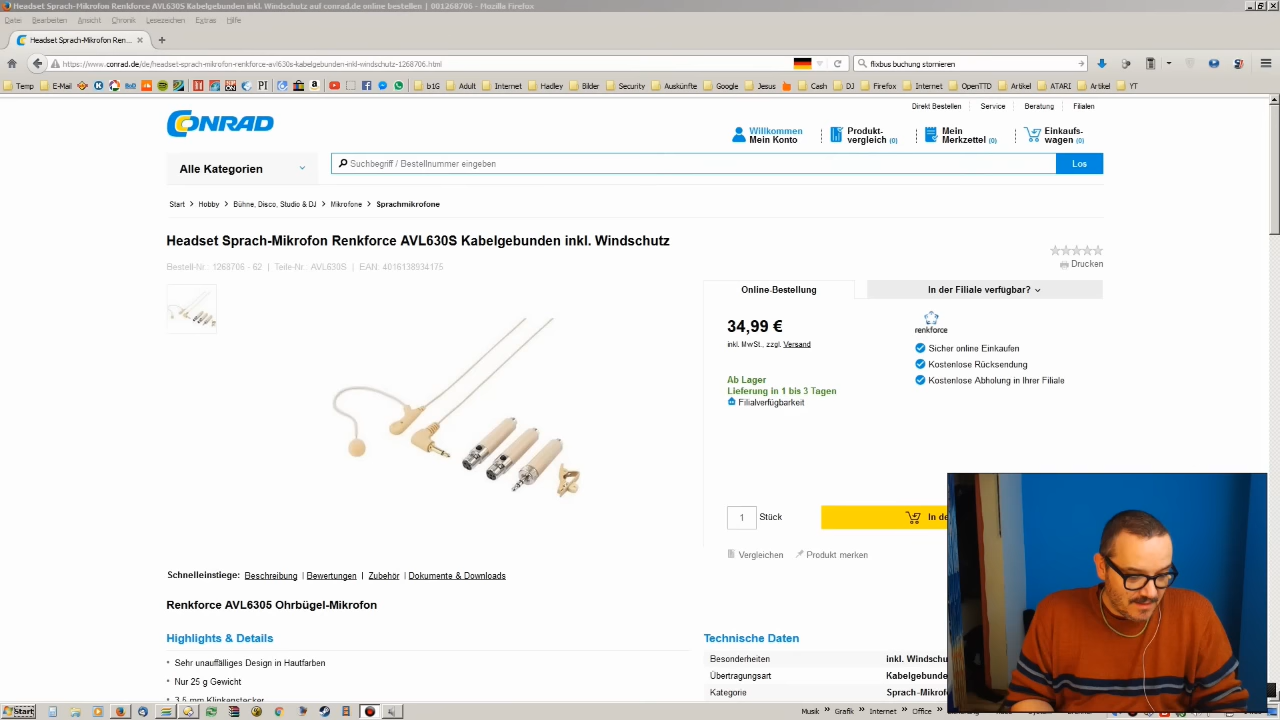 Headset Sprach-Mikrofon Renkforce AVL630S Kabelgebunden inkl. Windschutz auf conrad.de online bestellen | 001268706 - Mozilla Firefox
Datei Bearbeiten Ansicht Chronik Lesezeichen Extras Hilfe
Headset Sprach-Mikrofon Ren...
https://www.conrad.de/de/headset-sprach-mikrofon-renkforce-avl630s-kabelgebunden-inkl-windschutz-1268706.html
flixbus buchung stornieren
Temp E-Mail b1G Adult Internet Hadley Bilder Security Auskünfte Google Jesus Cash DJ Firefox Internet OpenTTD Artikel ATARI Artikel YT
Direkt Bestellen Service Beratung Filialen
CONRAD
Willkommen Mein Konto
Produkt-vergleich (0)
Mein Merkzettel (0)
Einkaufs-wagen (0)
Alle Kategorien
Suchbegriff / Bestellnummer eingeben
Los
Start > Hobby > Bühne, Disco, Studio & DJ > Mikrofone > Sprachmikrofone
Headset Sprach-Mikrofon Renkforce AVL630S Kabelgebunden inkl. Windschutz
Bestell-Nr.: 1268706 - 62 | Teile-Nr.: AVL630S | EAN: 4016138934175
Drucken
Online-Bestellung
In der Filiale verfügbar?
34,99 €
inkl. MwSt., zzgl. Versand
renkforce
Sicher online Einkaufen
Kostenlose Rücksendung
Kostenlose Abholung in Ihrer Filiale
Ab Lager
Lieferung in 1 bis 3 Tagen
Filialverfügbarkeit
1 Stück
In de
Vergleichen Produkt merken
Schnelleinstiege: Beschreibung | Bewertungen | Zubehör | Dokumente & Downloads
Renkforce AVL6305 Ohrbügel-Mikrofon
Highlights & Details
Sehr unauffälliges Design in Hautfarben
Nur 25 g Gewicht
3,5 mm Klinkenstecker
Technische Daten
Besonderheiten inkl. Windschu
Übertragungsart Kabelgebunde
Kategorie Sprach-Mikrof
Start
Musik Grafik Internet Office